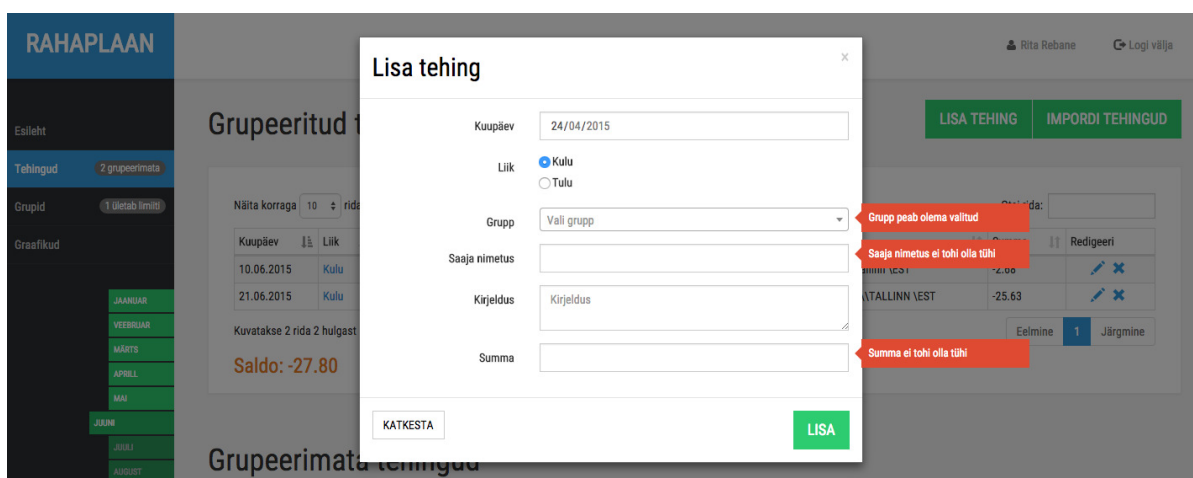 RAHAPLAAN
Rita Rebane
Logi välja
Esileht
Tehingud 2 grupeerimata
Grupid 1 ületab limiiti
Graafikud
JAANUAR
VEEBRUAR
MÄRTS
APRILL
MAI
JUUNI
JUULI
AUGUST
Grupeeritud t
LISA TEHING
IMPORDI TEHINGUD
Näita korraga 10 rida
Kuupäev Liik
Redigeeri
10.06.2015 Kulu
-2.68
21.06.2015 Kulu
\\TALLINN \EST -25.63
Kuvatakse 2 rida 2 hulgast
Eelmine 1 Järgmine
Saldo: -27.80
Grupeerimata tehingud
Lisa tehing
x
Kuupäev 24/04/2015
Liik Kulu
Tulu
Grupp Vali grupp
Grupp peab olema valitud
Saaja nimetus
Saaja nimetus ei tohi olla tühi
Kirjeldus Kirjeldus
Summa
Summa ei tohi olla tühi
KATKESTA
LISA